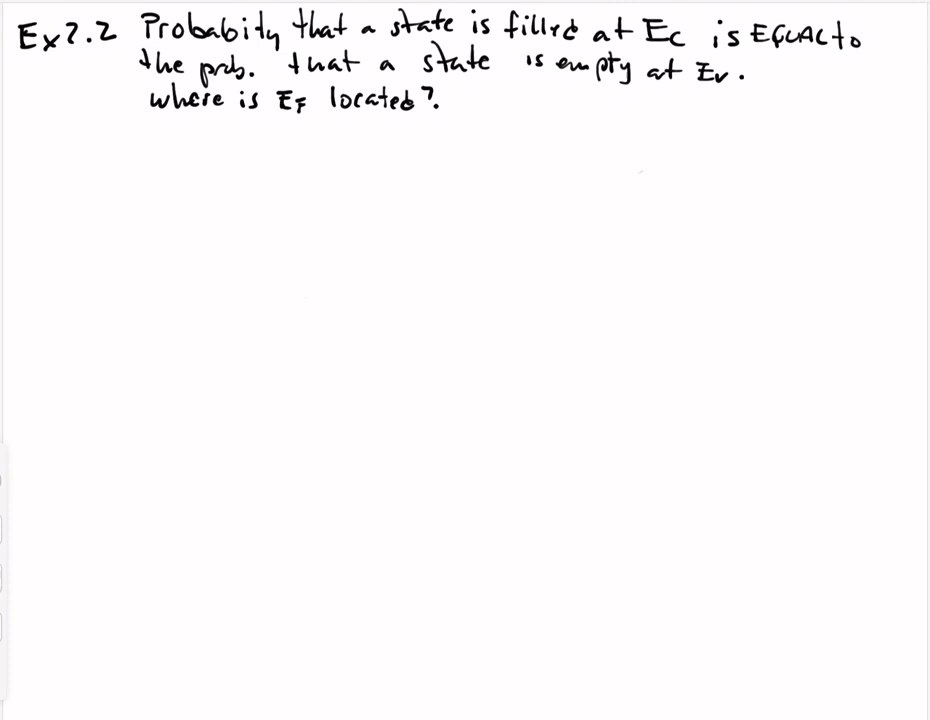 Ex2.2 Probabity that a state is filled at Ec is EQUAL to
the prb. that a state is empty at Ev.
where is EF located?